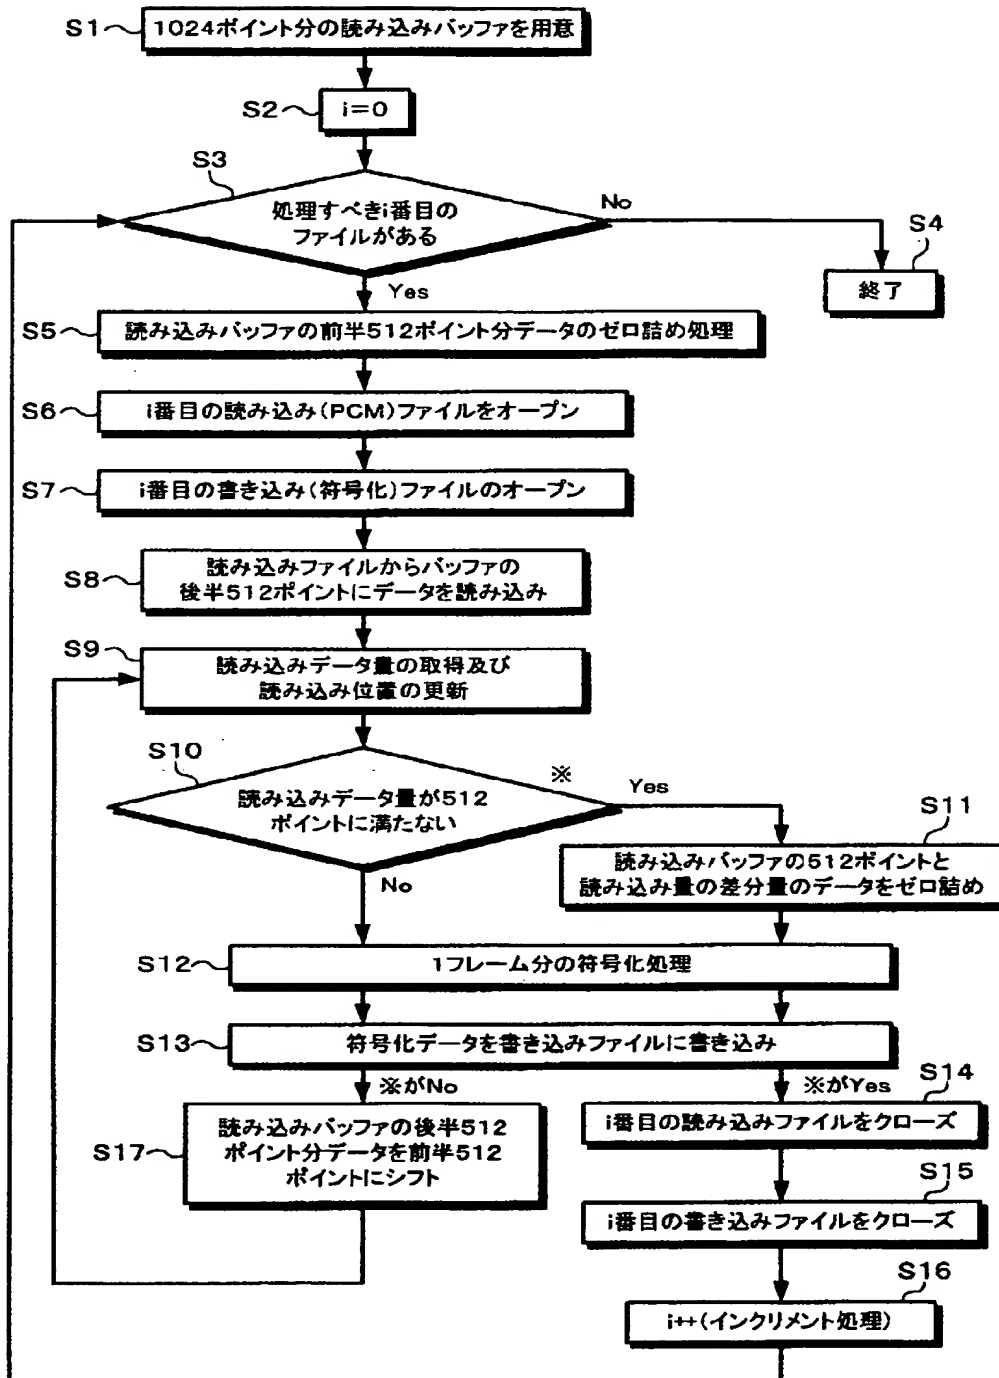 S1
1024ポイント分の読み込みバッファを用意
S2
i=0
S3
処理すべきi番目の
ファイルがある
No
S4
終了
Yes
S5
読み込みバッファの前半512ポイント分データのゼロ詰め処理
S6
i番目の読み込み(PCM)ファイルをオープン
S7
i番目の書き込み(符号化)ファイルのオープン
S8
読み込みファイルからバッファの
後半512ポイントにデータを読み込み
S9
読み込みデータ量の取得及び
読み込み位置の更新
S10
※
読み込みデータ量が512
ポイントに満たない
Yes
S11
読み込みバッファの512ポイントと
読み込み量の差分量のデータをゼロ詰め
No
S12
1フレーム分の符号化処理
S13
符号化データを書き込みファイルに書き込み
※がNo
※がYes
S14
i番目の読み込みファイルをクローズ
S17
読み込みバッファの後半512
ポイント分データを前半512
ポイントにシフト
S15
i番目の書き込みファイルをクローズ
S16
i++(インクリメント処理)